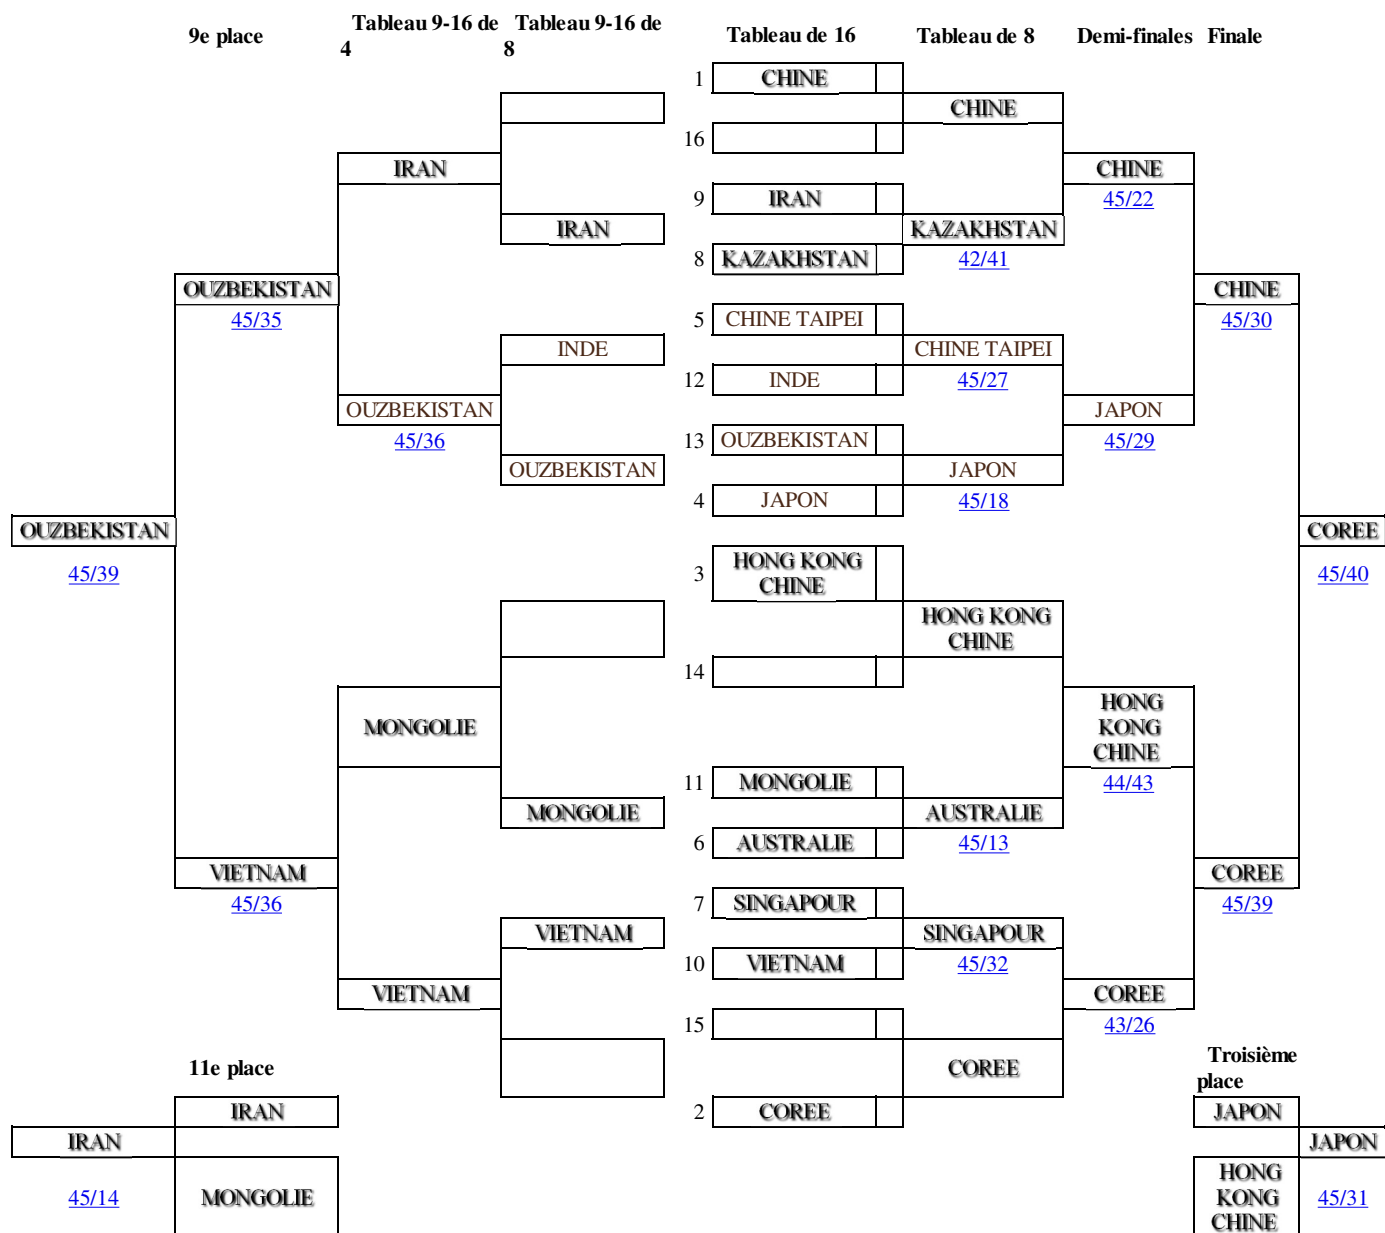 9e place
Tableau 9-16 de 4
Tableau 9-16 de 8
Tableau de 16
Tableau de 8
Demi-finales
Finale
1 CHINE
CHINE
16
IRAN
CHINE
9 IRAN
45/22
IRAN
KAZAKHSTAN
8 KAZAKHSTAN
42/41
OUZBEKISTAN
CHINE
5 CHINE TAIPEI
45/35
45/30
INDE
CHINE TAIPEI
12 INDE
45/27
OUZBEKISTAN
JAPON
13 OUZBEKISTAN
45/36
45/29
OUZBEKISTAN
JAPON
4 JAPON
45/18
OUZBEKISTAN
COREE
3 HONG KONG
CHINE
45/39
45/40
HONG KONG
CHINE
14
MONGOLIE
HONG
KONG
CHINE
11 MONGOLIE
44/43
MONGOLIE
AUSTRALIE
6 AUSTRALIE
45/13
VIETNAM
COREE
7 SINGAPOUR
45/36
45/39
VIETNAM
SINGAPOUR
10 VIETNAM
45/32
VIETNAM
COREE
15
43/26
11e place
COREE
Troisième
place
IRAN
2 COREE
JAPON
IRAN
JAPON
45/14
MONGOLIE
HONG
KONG
CHINE
45/31